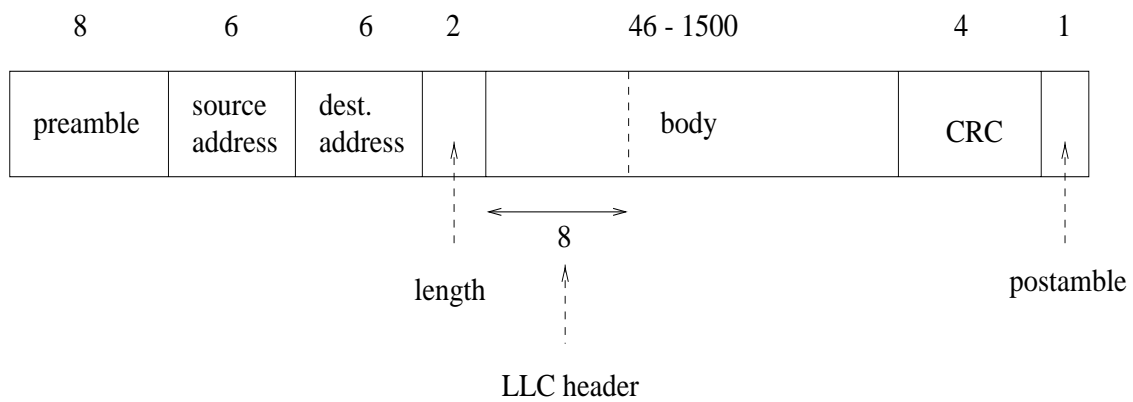 8 6 6 2 46 - 1500 4 1
preamble
source
address
dest.
address
body
CRC
8
length
postamble
LLC header